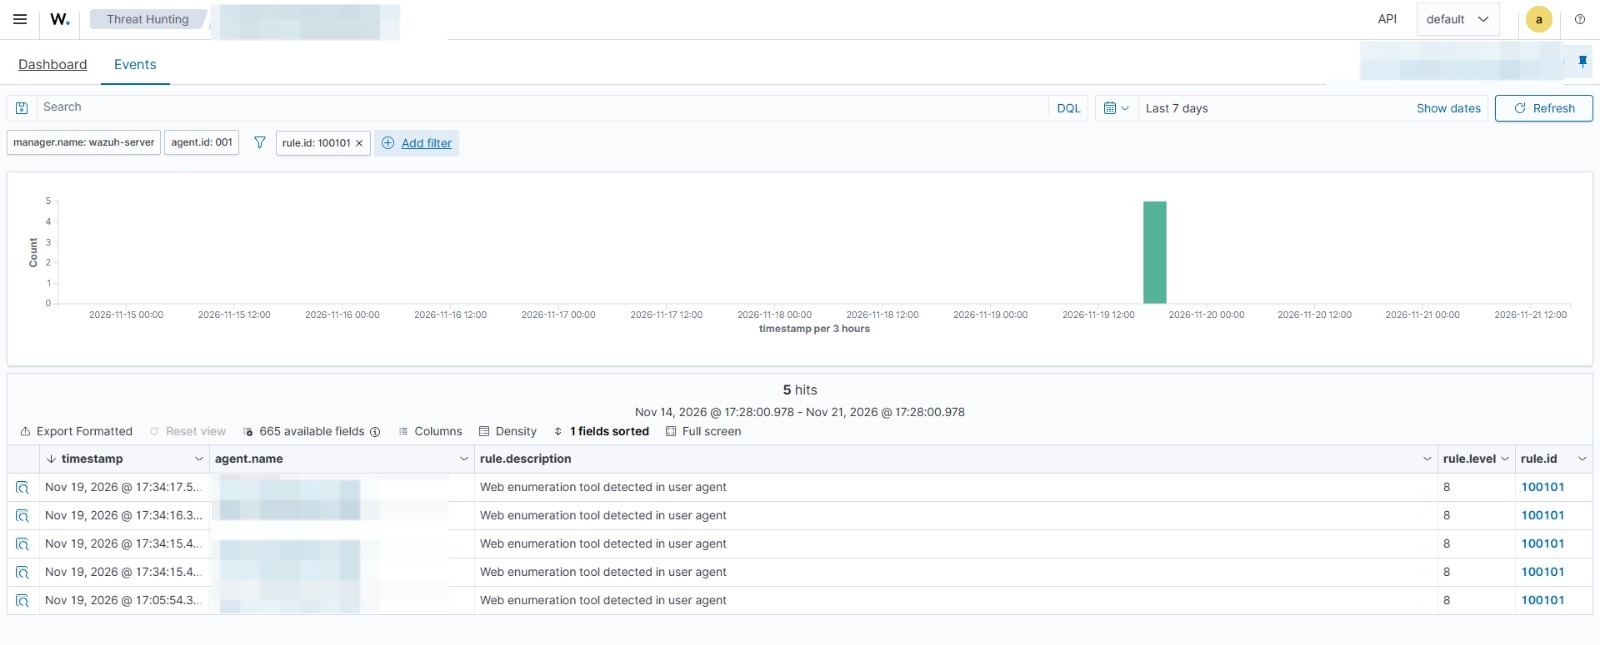 W. Threat Hunting API default a
Dashboard Events
Search DQL Last 7 days Show dates Refresh
manager.name: wazuh-server agent.id: 001 rule.id: 100101 × Add filter
5
4
3
2
1
0
Count
2026-11-15 00:00 2026-11-15 12:00 2026-11-16 00:00 2026-11-16 12:00 2026-11-17 00:00 2026-11-17 12:00 2026-11-18 00:00 2026-11-18 12:00 2026-11-19 00:00 2026-11-19 12:00 2026-11-20 00:00 2026-11-20 12:00 2026-11-21 00:00 2026-11-21 12:00
timestamp per 3 hours
5 hits
Nov 14, 2026 @ 17:28:00.978 - Nov 21, 2026 @ 17:28:00.978
Export Formatted Reset view 665 available fields Columns Density 1 fields sorted Full screen
timestamp agent.name rule.description rule.level rule.id
Nov 19, 2026 @ 17:34:17.5... Web enumeration tool detected in user agent 8 100101
Nov 19, 2026 @ 17:34:16.3... Web enumeration tool detected in user agent 8 100101
Nov 19, 2026 @ 17:34:15.4... Web enumeration tool detected in user agent 8 100101
Nov 19, 2026 @ 17:34:15.4... Web enumeration tool detected in user agent 8 100101
Nov 19, 2026 @ 17:05:54.3... Web enumeration tool detected in user agent 8 100101